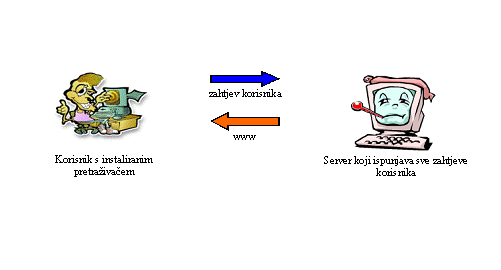 zahtjev korisnika
www
Korisnik s instaliranim
pretraživačem
Server koji ispunjava sve zahtjeve
korisnika